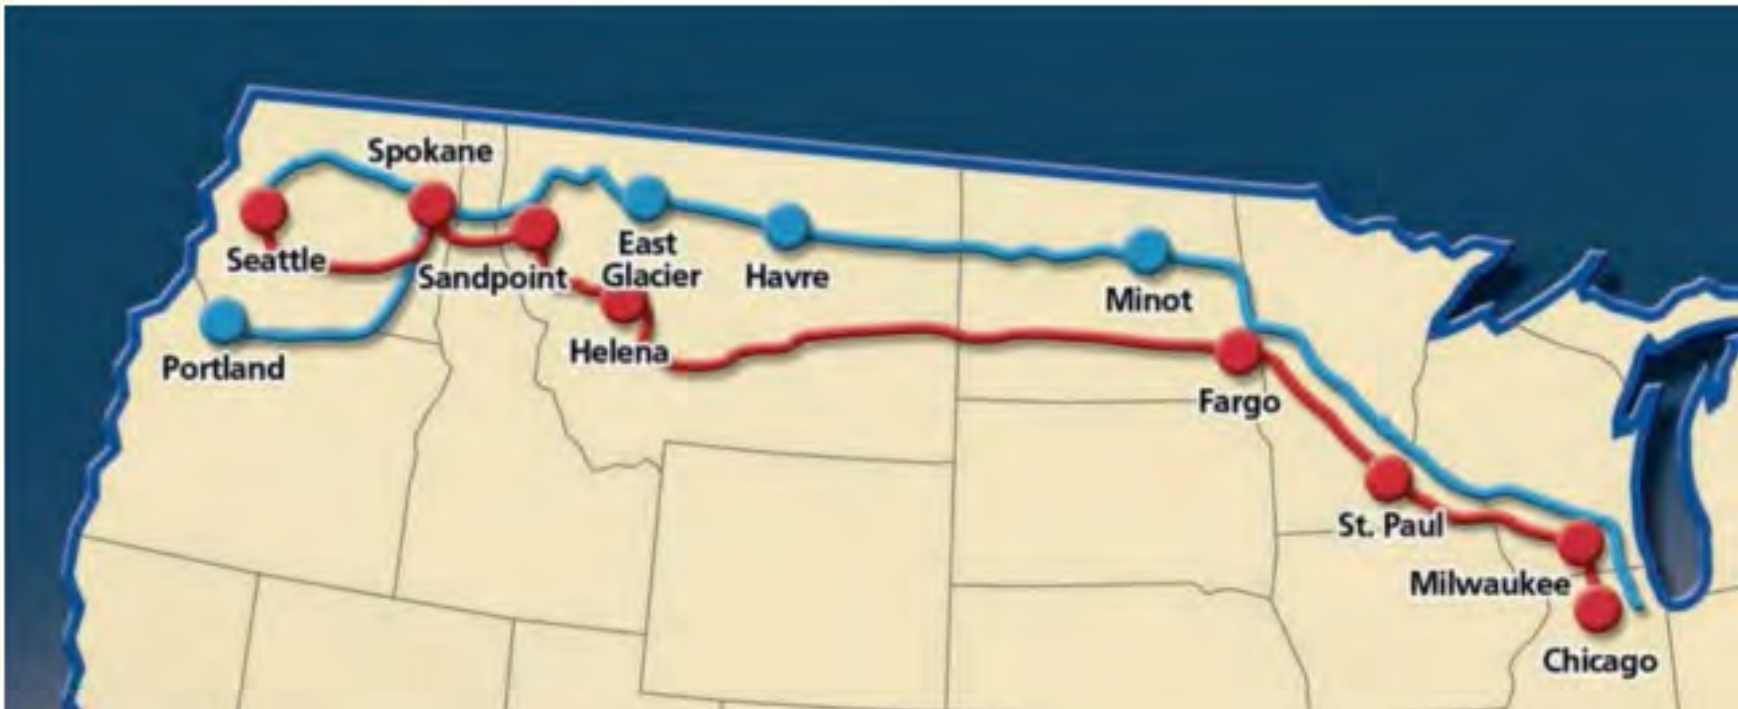 Spokane
Seattle
Sandpoint
East
Glacier
Havre
Minot
Portland
Helena
Fargo
St. Paul
Milwaukee
Chicago